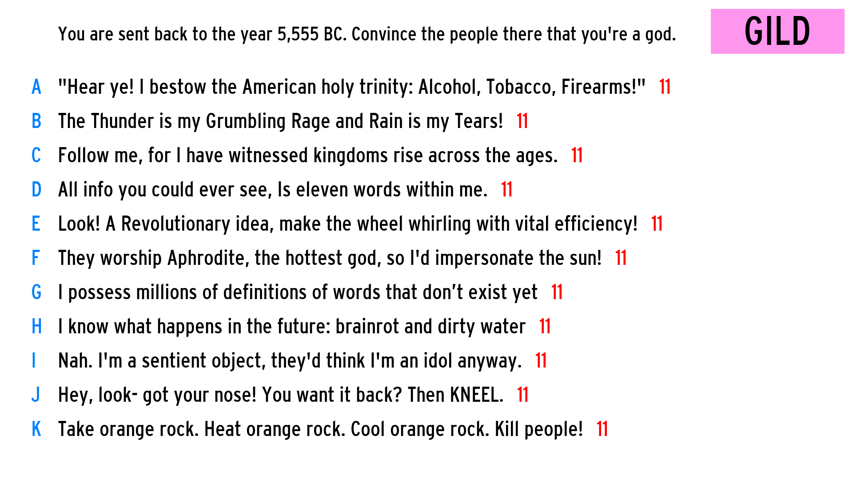 You are sent back to the year 5,555 BC. Convince the people there that you're a god.
GILD
A "Hear ye! I bestow the American holy trinity: Alcohol, Tobacco, Firearms!" 11
B The Thunder is my Grumbling Rage and Rain is my Tears! 11
C Follow me, for I have witnessed kingdoms rise across the ages. 11
D All info you could ever see, Is eleven words within me. 11
E Look! A Revolutionary idea, make the wheel whirling with vital efficiency! 11
F They worship Aphrodite, the hottest god, so I'd impersonate the sun! 11
G I possess millions of definitions of words that don’t exist yet 11
H I know what happens in the future: brainrot and dirty water 11
I Nah. I'm a sentient object, they'd think I'm an idol anyway. 11
J Hey, look- got your nose! You want it back? Then KNEEL. 11
K Take orange rock. Heat orange rock. Cool orange rock. Kill people! 11